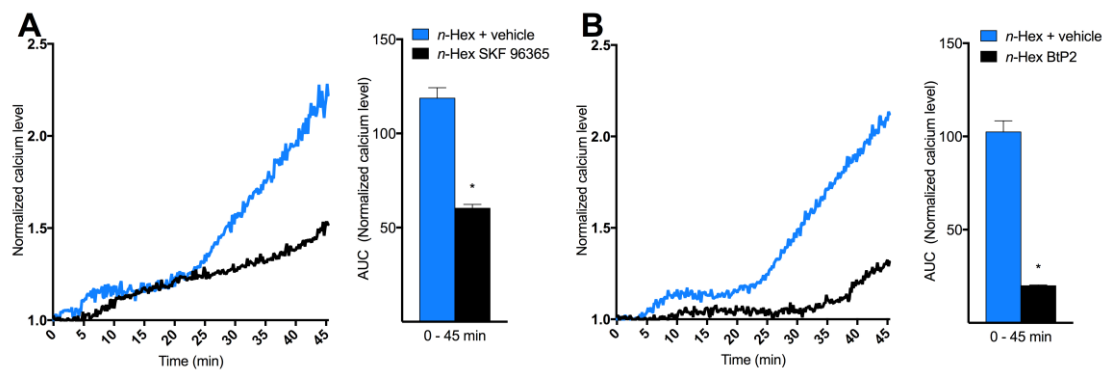 A
Normalized calcium level
2.5
2.0
1.5
1.0
0 5 10 15 20 25 30 35 40 45
Time (min)
n-Hex + vehicle
n-Hex SKF 96365
AUC (Normalized calcium level)
150
100
50
*
0 - 45 min
B
Normalized calcium level
2.5
2.0
1.5
1.0
0 5 10 15 20 25 30 35 40 45
Time (min)
n-Hex + vehicle
n-Hex BtP2
AUC (Normalized calcium level)
150
100
50
*
0 - 45 min